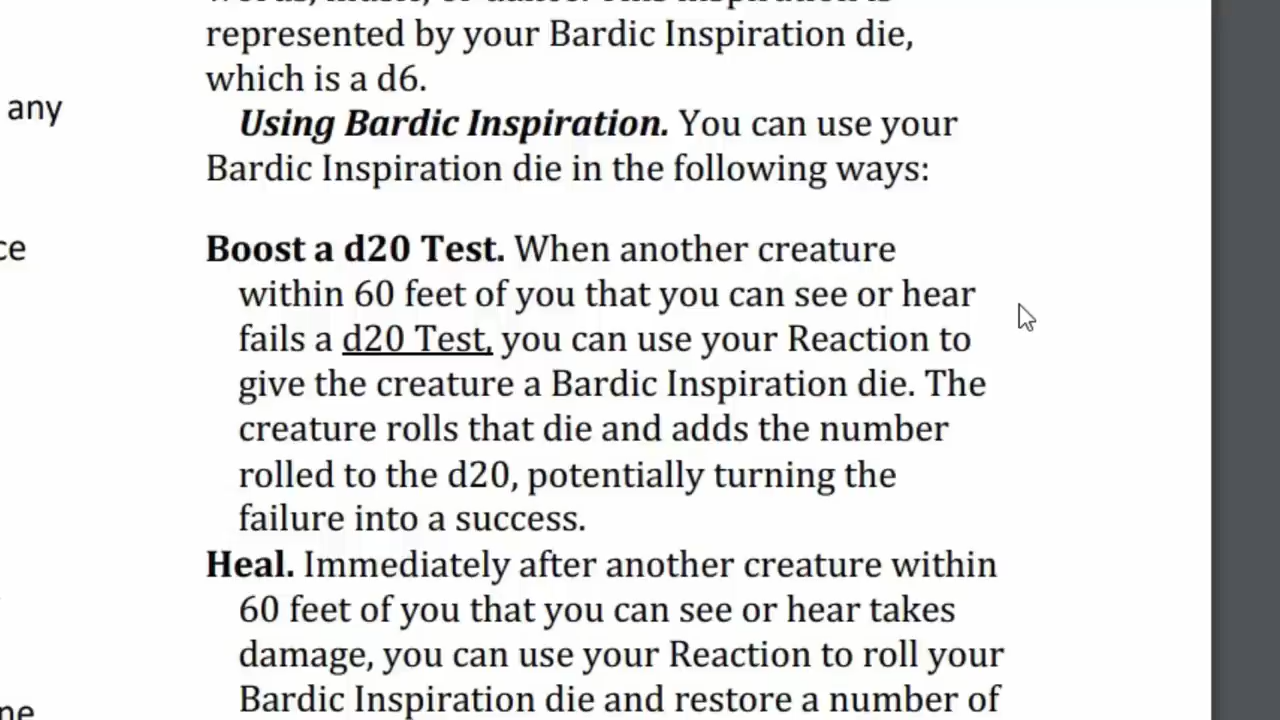 represented by your Bardic Inspiration die,
which is a d6.
any
Using Bardic Inspiration. You can use your
Bardic Inspiration die in the following ways:
Boost a d20 Test. When another creature
within 60 feet of you that you can see or hear
fails a d20 Test, you can use your Reaction to
give the creature a Bardic Inspiration die. The
creature rolls that die and adds the number
rolled to the d20, potentially turning the
failure into a success.
Heal. Immediately after another creature within
60 feet of you that you can see or hear takes
damage, you can use your Reaction to roll your
Bardic Inspiration die and restore a number of